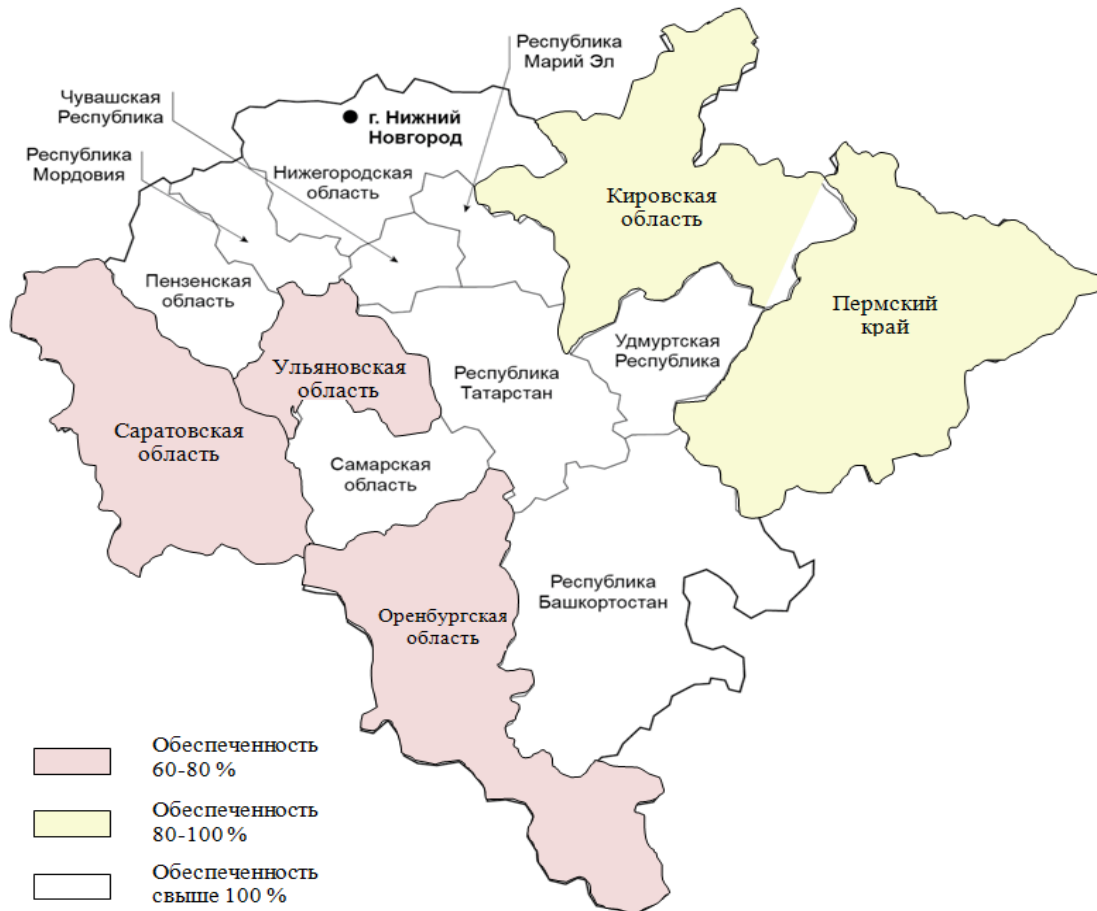 Республика
Марий Эл
Чувашская
Республика
г. Нижний
Новгород
Республика
Мордовия
Нижегородская
область
Кировская
область
Пензенская
область
Пермский
край
Удмуртская
Республика
Ульяновская
область
Республика
Татарстан
Саратовская
область
Самарская
область
Республика
Башкортостан
Оренбургская
область
Обеспеченность
60-80 %
Обеспеченность
80-100 %
Обеспеченность
свыше 100 %